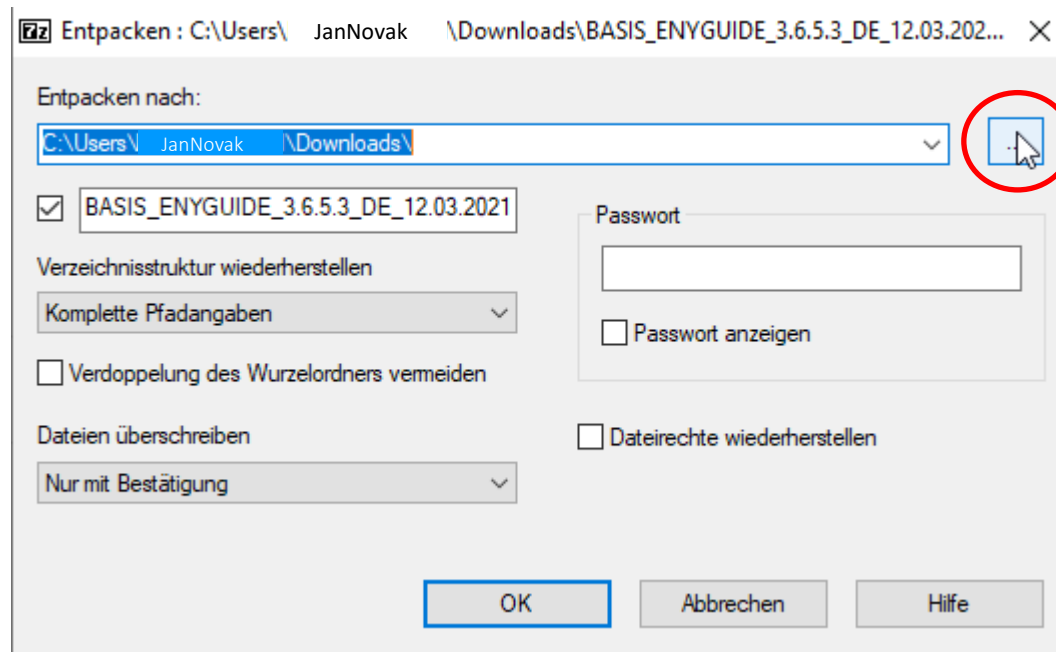 7z Entpacken : C:\Users\ JanNovak \Downloads\BASIS_ENYGUIDE_3.6.5.3_DE_12.03.202...
Entpacken nach:
C:\Users\ JanNovak \Downloads\
...
BASIS_ENYGUIDE_3.6.5.3_DE_12.03.2021
Passwort
Verzeichnisstruktur wiederherstellen
Komplette Pfadangaben
Passwort anzeigen
Verdoppelung des Wurzelordners vermeiden
Dateien überschreiben
Dateirechte wiederherstellen
Nur mit Bestätigung
OK Abbrechen Hilfe